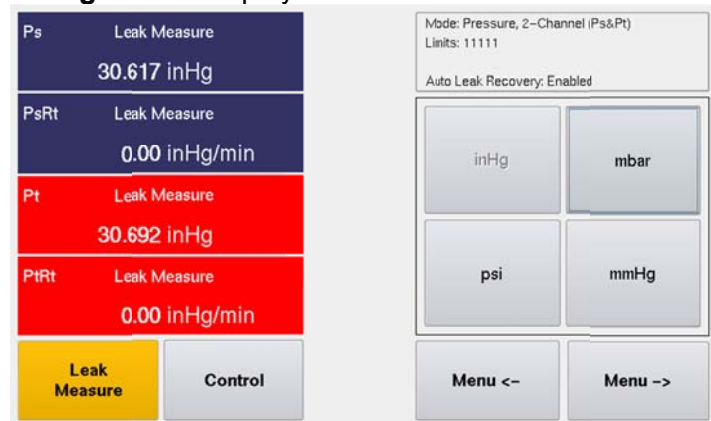 Ps Leak Measure
30.617 inHg
PsRt Leak Measure
0.00 inHg/min
Pt Leak Measure
30.692 inHg
PtRt Leak Measure
0.00 inHg/min
Leak
Measure
Control
Mode: Pressure, 2-Channel (Ps&Pt)
Limits: 11111
Auto Leak Recovery: Enabled
inHg
mbar
psi
mmHg
Menu <-
Menu ->